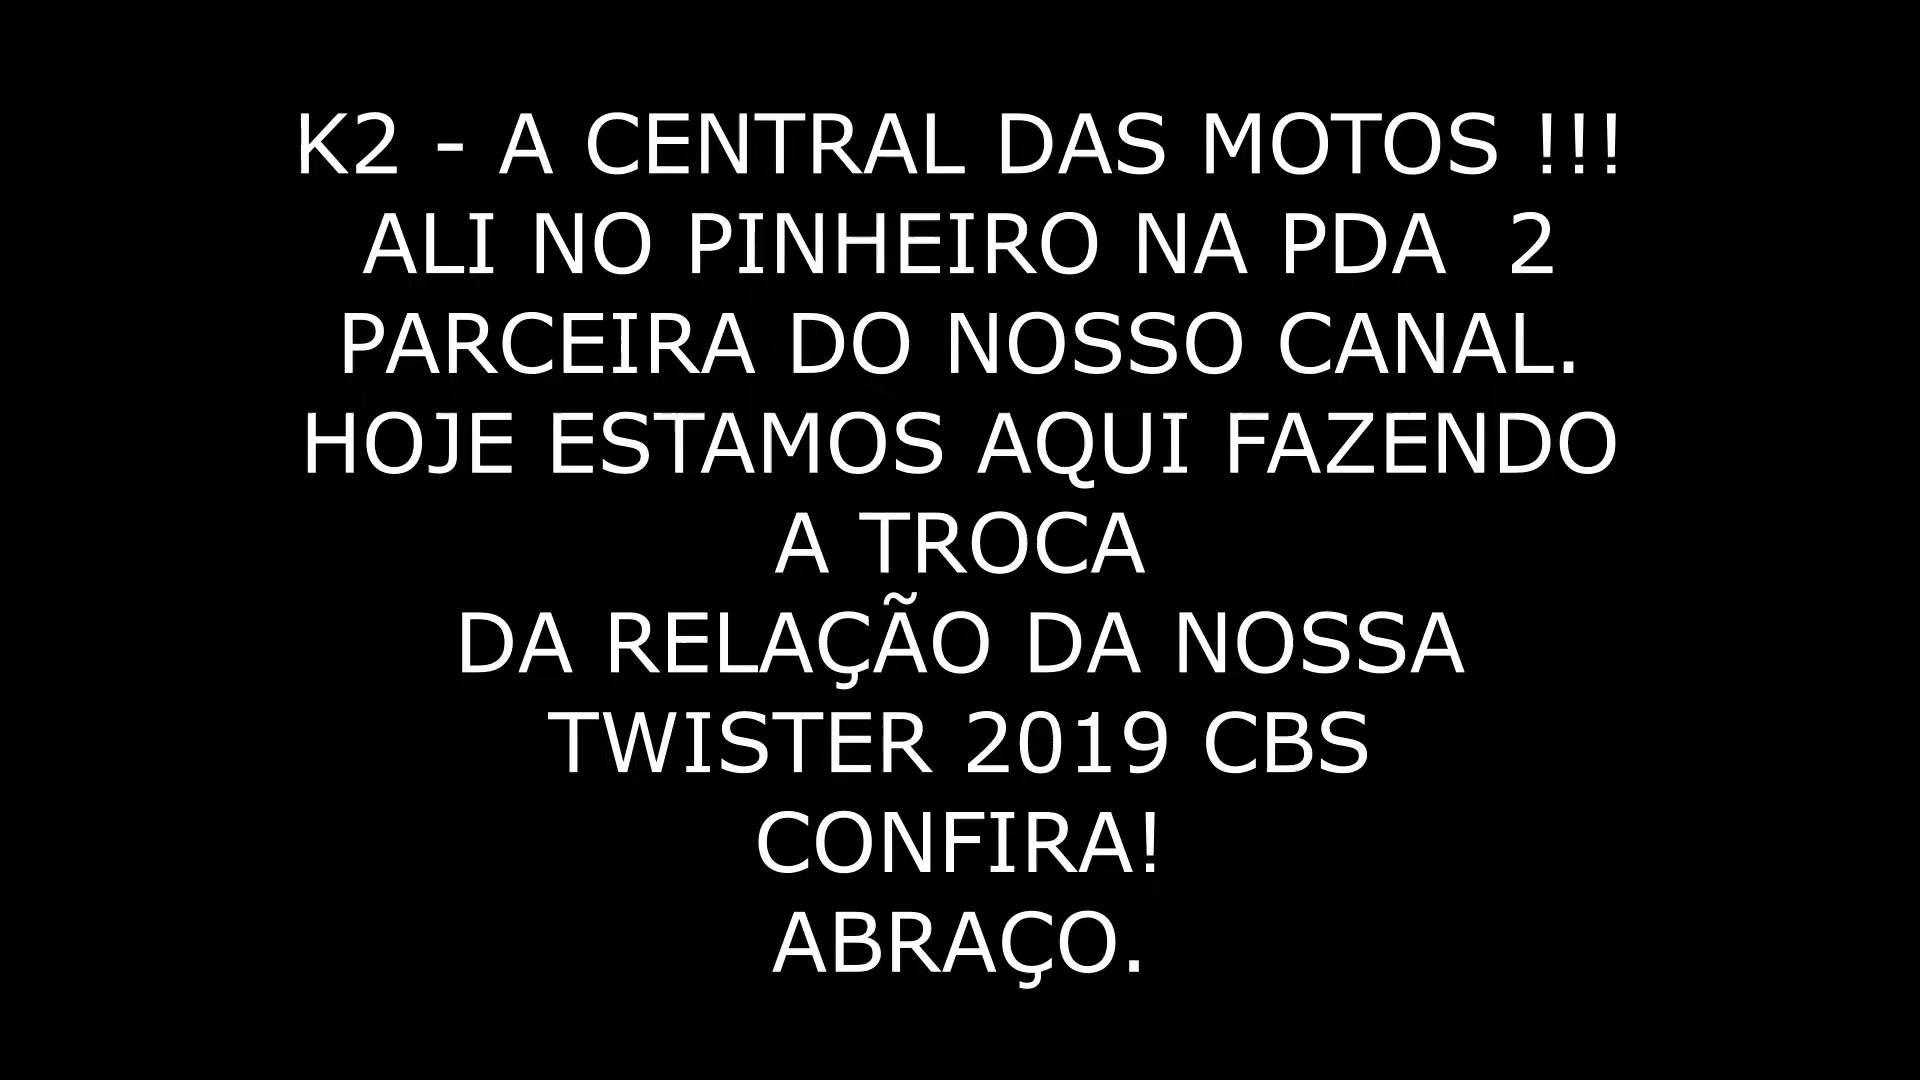 K2 - A CENTRAL DAS MOTOS !!!
ALI NO PINHEIRO NA PDA  2
PARCEIRA DO NOSSO CANAL.
HOJE ESTAMOS AQUI FAZENDO
A TROCA
DA RELAÇÃO DA NOSSA
TWISTER 2019 CBS
CONFIRA!
ABRAÇO.